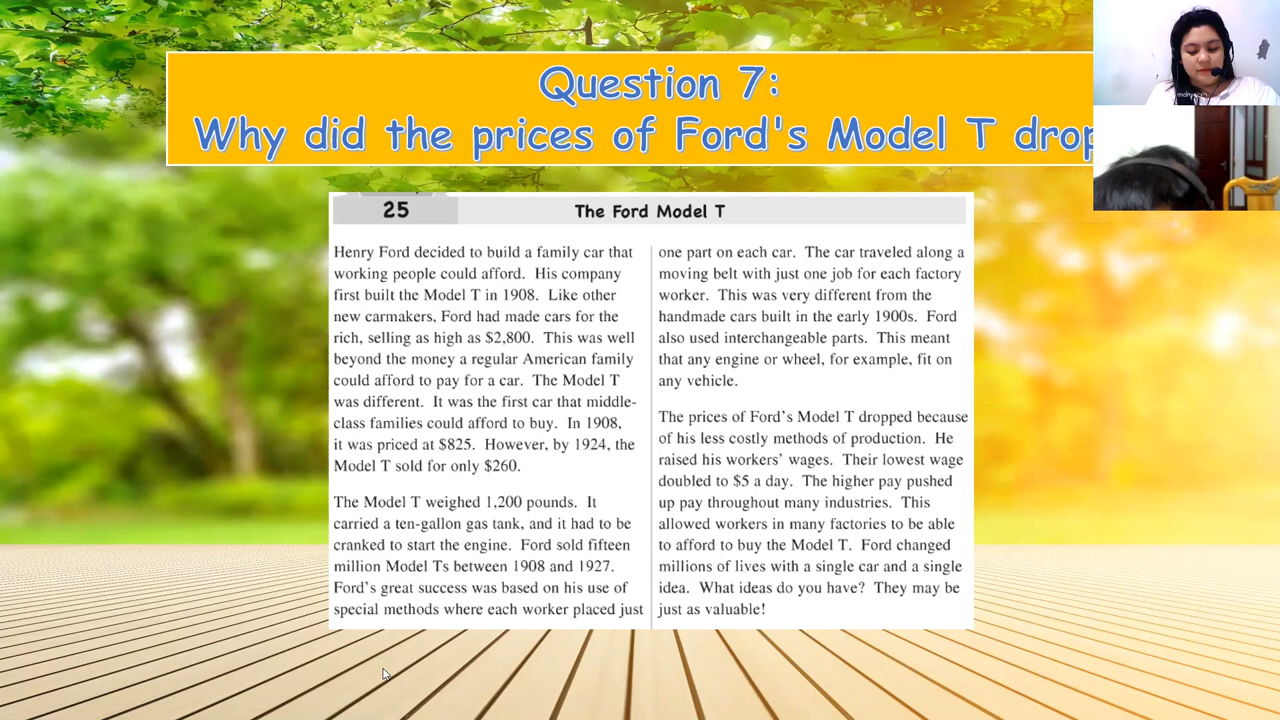 Question 7:
Why did the prices of Ford's Model T drop
25
The Ford Model T
Henry Ford decided to build a family car that
working people could afford. His company
first built the Model T in 1908. Like other
new carmakers, Ford had made cars for the
rich, selling as high as $2,800. This was well
beyond the money a regular American family
could afford to pay for a car. The Model T
was different. It was the first car that middle-
class families could afford to buy. In 1908,
it was priced at $825. However, by 1924, the
Model T sold for only $260.
The Model T weighed 1,200 pounds. It
carried a ten-gallon gas tank, and it had to be
cranked to start the engine. Ford sold fifteen
million Model Ts between 1908 and 1927.
Ford's great success was based on his use of
special methods where each worker placed just
one part on each car. The car traveled along a
moving belt with just one job for each factory
worker. This was very different from the
handmade cars built in the early 1900s. Ford
also used interchangeable parts. This meant
that any engine or wheel, for example, fit on
any vehicle.
The prices of Ford's Model T dropped because
of his less costly methods of production. He
raised his workers' wages. Their lowest wage
doubled to $5 a day. The higher pay pushed
up pay throughout many industries. This
allowed workers in many factories to be able
to afford to buy the Model T. Ford changed
millions of lives with a single car and a single
idea. What ideas do you have? They may be
just as valuable!